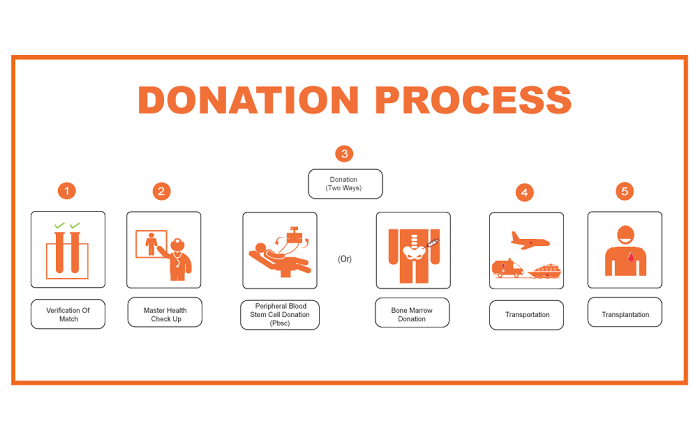 DONATION PROCESS
3
Donation
(Two Ways)
1
2
4
5
(Or)
Verification Of
Match
Master Health
Check Up
Peripheral Blood
Stem Cell Donation
(Pbsc)
Bone Marrow
Donation
Transportation
Transplantation